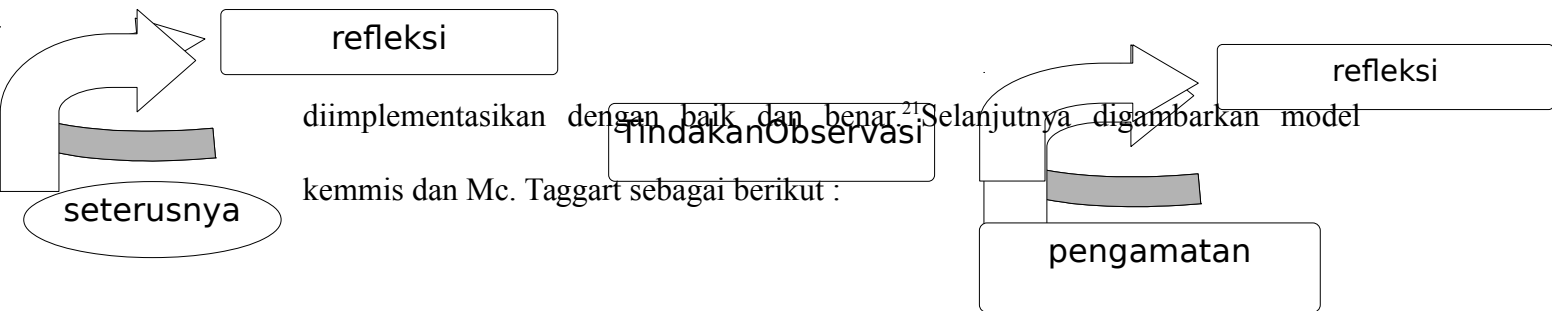 refleksi
refleksi
diimplementasikan dengan baik dan benar.21Selanjutnya digambarkan model
TindakanObservasi
kemmis dan Mc. Taggart sebagai berikut :
seterusnya
pengamatan